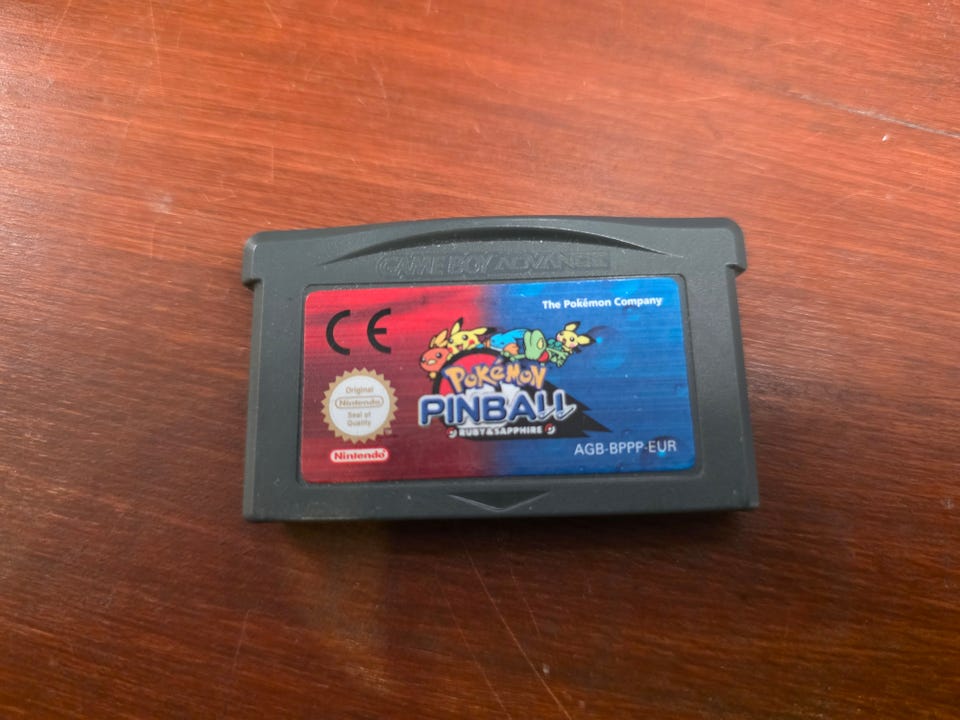 GAME BOY ADVANCE
The Pokémon Company
CE
Original
Nintendo
Seal of
Quality
POKéMON
PINBALL
RUBY & SAPPHIRE
Nintendo
AGB-BPPP-EUR